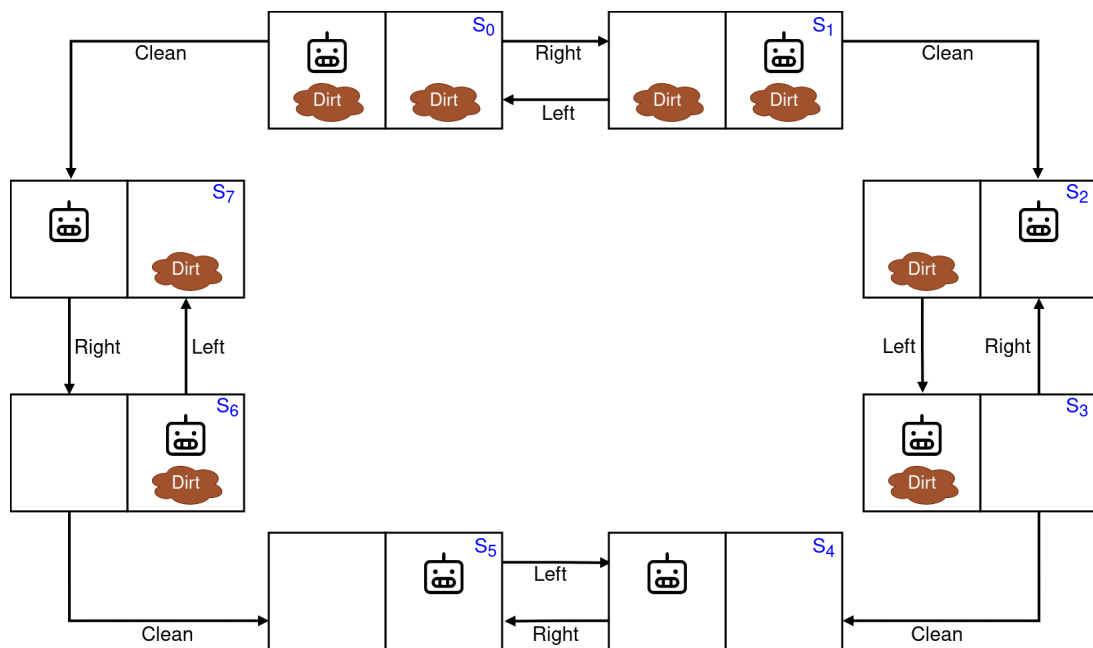 S0
S1
Clean
Right
Clean
Dirt
Dirt
Dirt
Dirt
Left
S7
S2
Dirt
Dirt
Right
Left
Left
Right
S6
S3
Dirt
Dirt
S5
S4
Left
Clean
Right
Clean